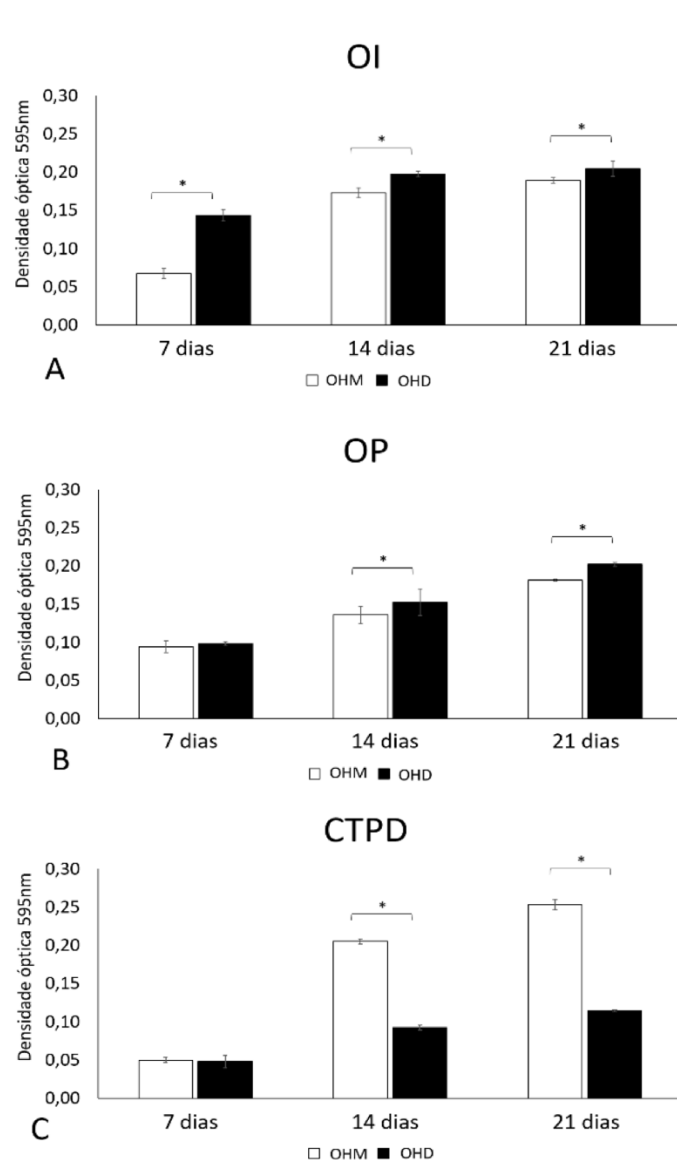 OI
Densidade óptica 595nm
0,30
0,25
0,20
0,15
0,10
0,05
0,00
*
*
*
7 dias 14 dias 21 dias
A
OHM OHD
OP
Densidade óptica 595nm
0,30
0,25
0,20
0,15
0,10
0,05
0,00
*
*
7 dias 14 dias 21 dias
B
OHM OHD
CTPD
Densidade óptica 595nm
0,30
0,25
0,20
0,15
0,10
0,05
0,00
*
*
7 dias 14 dias 21 dias
C
OHM OHD